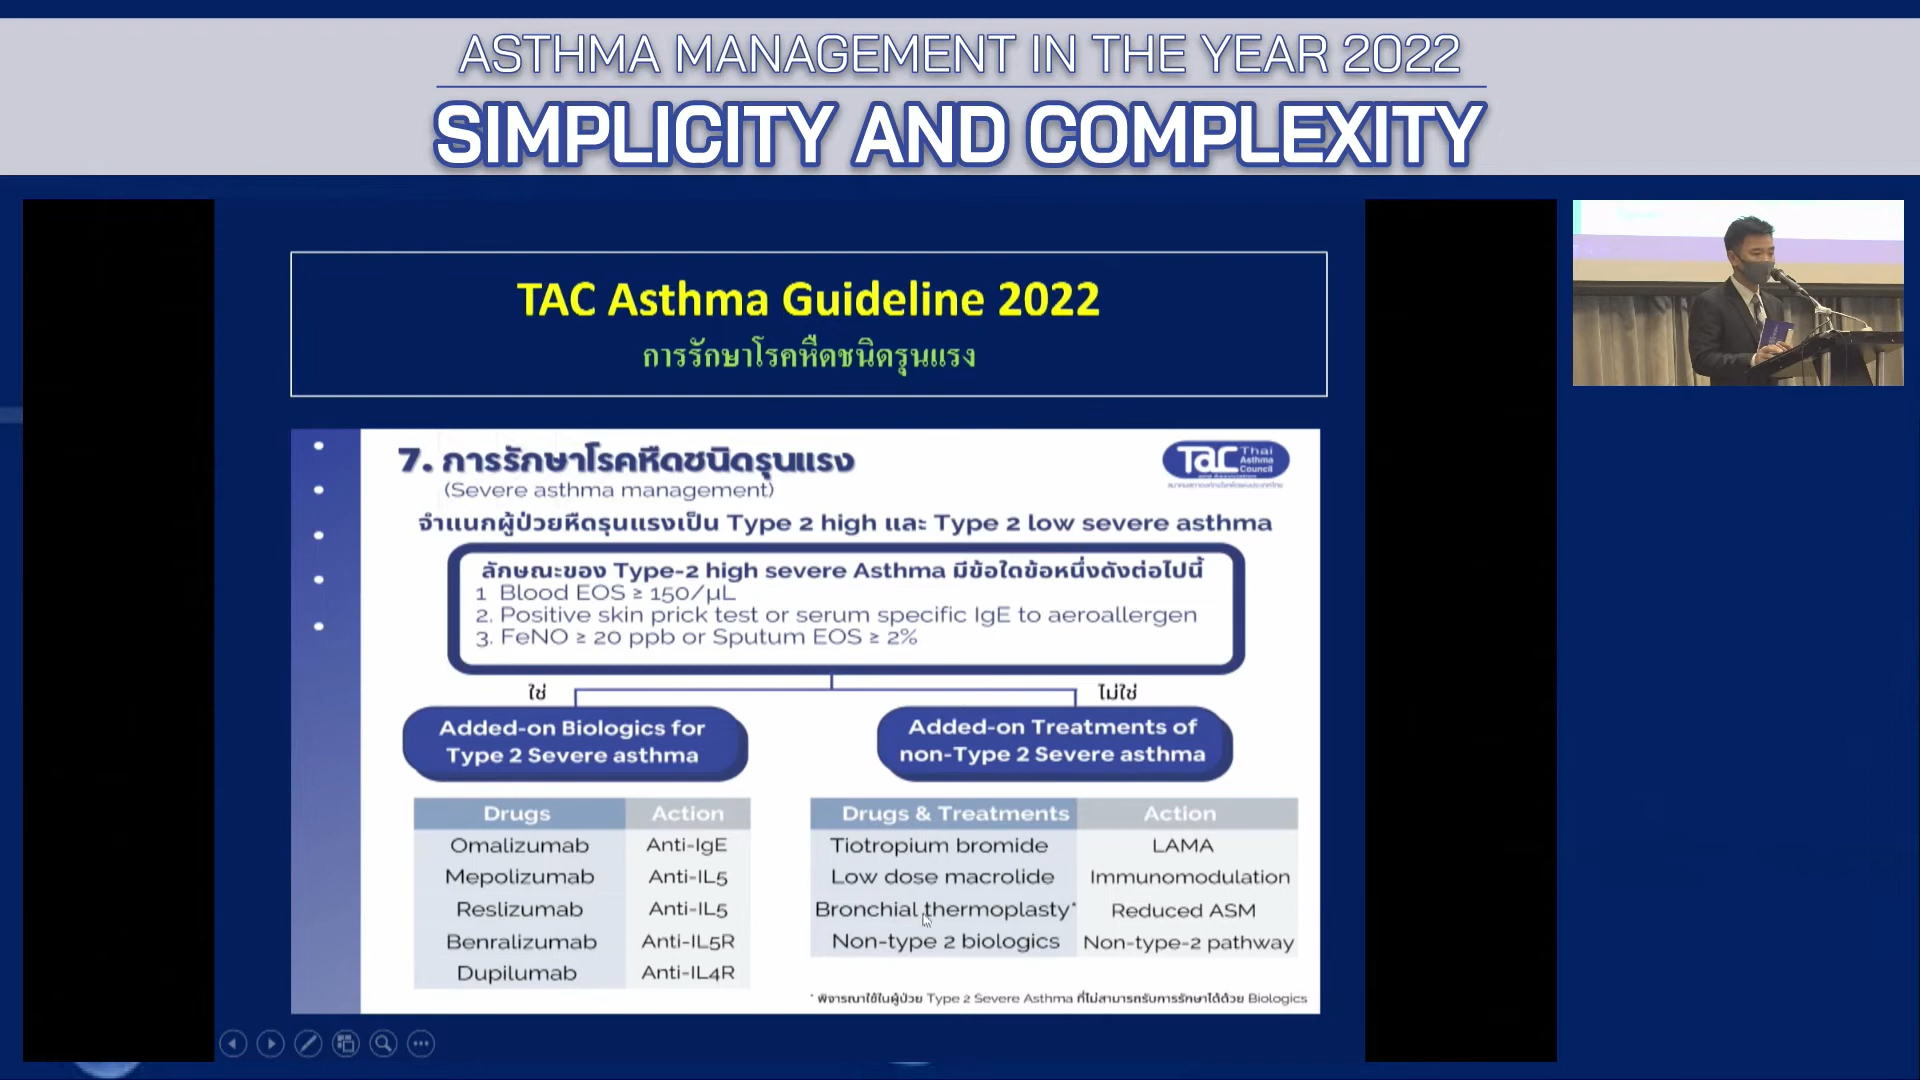 ASTHMA MANAGEMENT IN THE YEAR 2022
SIMPLICITY AND COMPLEXITY
TAC Asthma Guideline 2022
การรักษาโรคหืดชนิดรุนแรง
7. การรักษาโรคหืดชนิดรุนแรง
(Severe asthma management)
TAC Thai Asthma Council
จำแนกผู้ป่วยหืดรุนแรงเป็น Type 2 high และ Type 2 low severe asthma
ลักษณะของ Type-2 high severe Asthma มีข้อใดข้อหนึ่งดังต่อไปนี้
1 Blood EOS ≥ 150/µL
2. Positive skin prick test or serum specific IgE to aeroallergen
3. FeNO ≥ 20 ppb or Sputum EOS ≥ 2%
ใช่
ไม่ใช่
Added-on Biologics for
Type 2 Severe asthma
Added-on Treatments of
non-Type 2 Severe asthma
Drugs Action
Omalizumab Anti-IgE
Mepolizumab Anti-IL5
Reslizumab Anti-IL5
Benralizumab Anti-IL5R
Dupilumab Anti-IL4R
Drugs & Treatments Action
Tiotropium bromide LAMA
Low dose macrolide Immunomodulation
Bronchial thermoplasty* Reduced ASM
Non-type 2 biologics Non-type-2 pathway
* พิจารณาใช้ในผู้ป่วย Type 2 Severe Asthma ที่ไม่สามารถรับการรักษาได้ด้วย Biologics